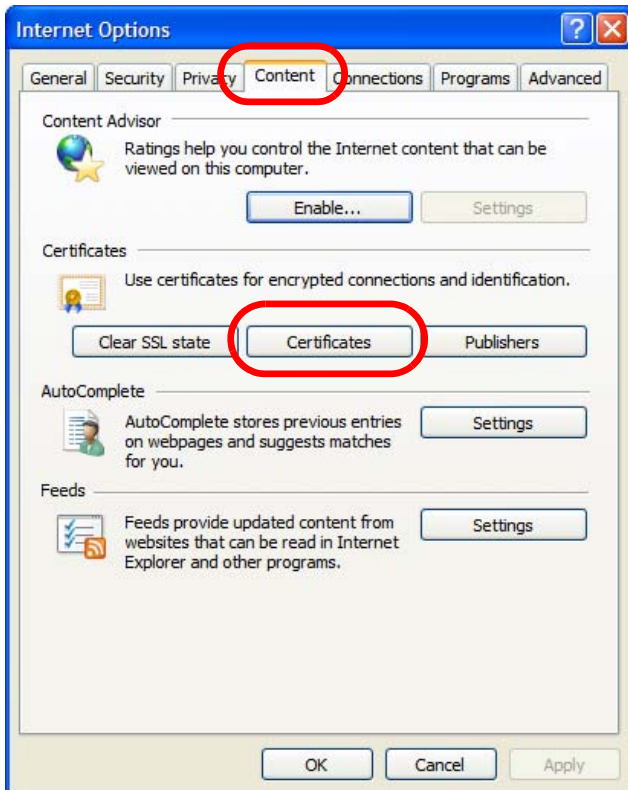 Internet Options
General Security Privacy Content Connections Programs Advanced
Content Advisor
Ratings help you control the Internet content that can be
viewed on this computer.
Enable... Settings
Certificates
Use certificates for encrypted connections and identification.
Clear SSL state Certificates Publishers
AutoComplete
AutoComplete stores previous entries
on webpages and suggests matches
for you.
Settings
Feeds
Feeds provide updated content from
websites that can be read in Internet
Explorer and other programs.
Settings
OK Cancel Apply